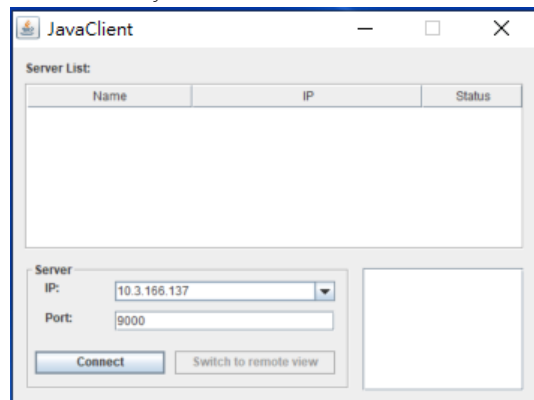 JavaClient
Server List:
Name IP Status
Server
IP: 10.3.166.137
Port: 9000
Connect Switch to remote view